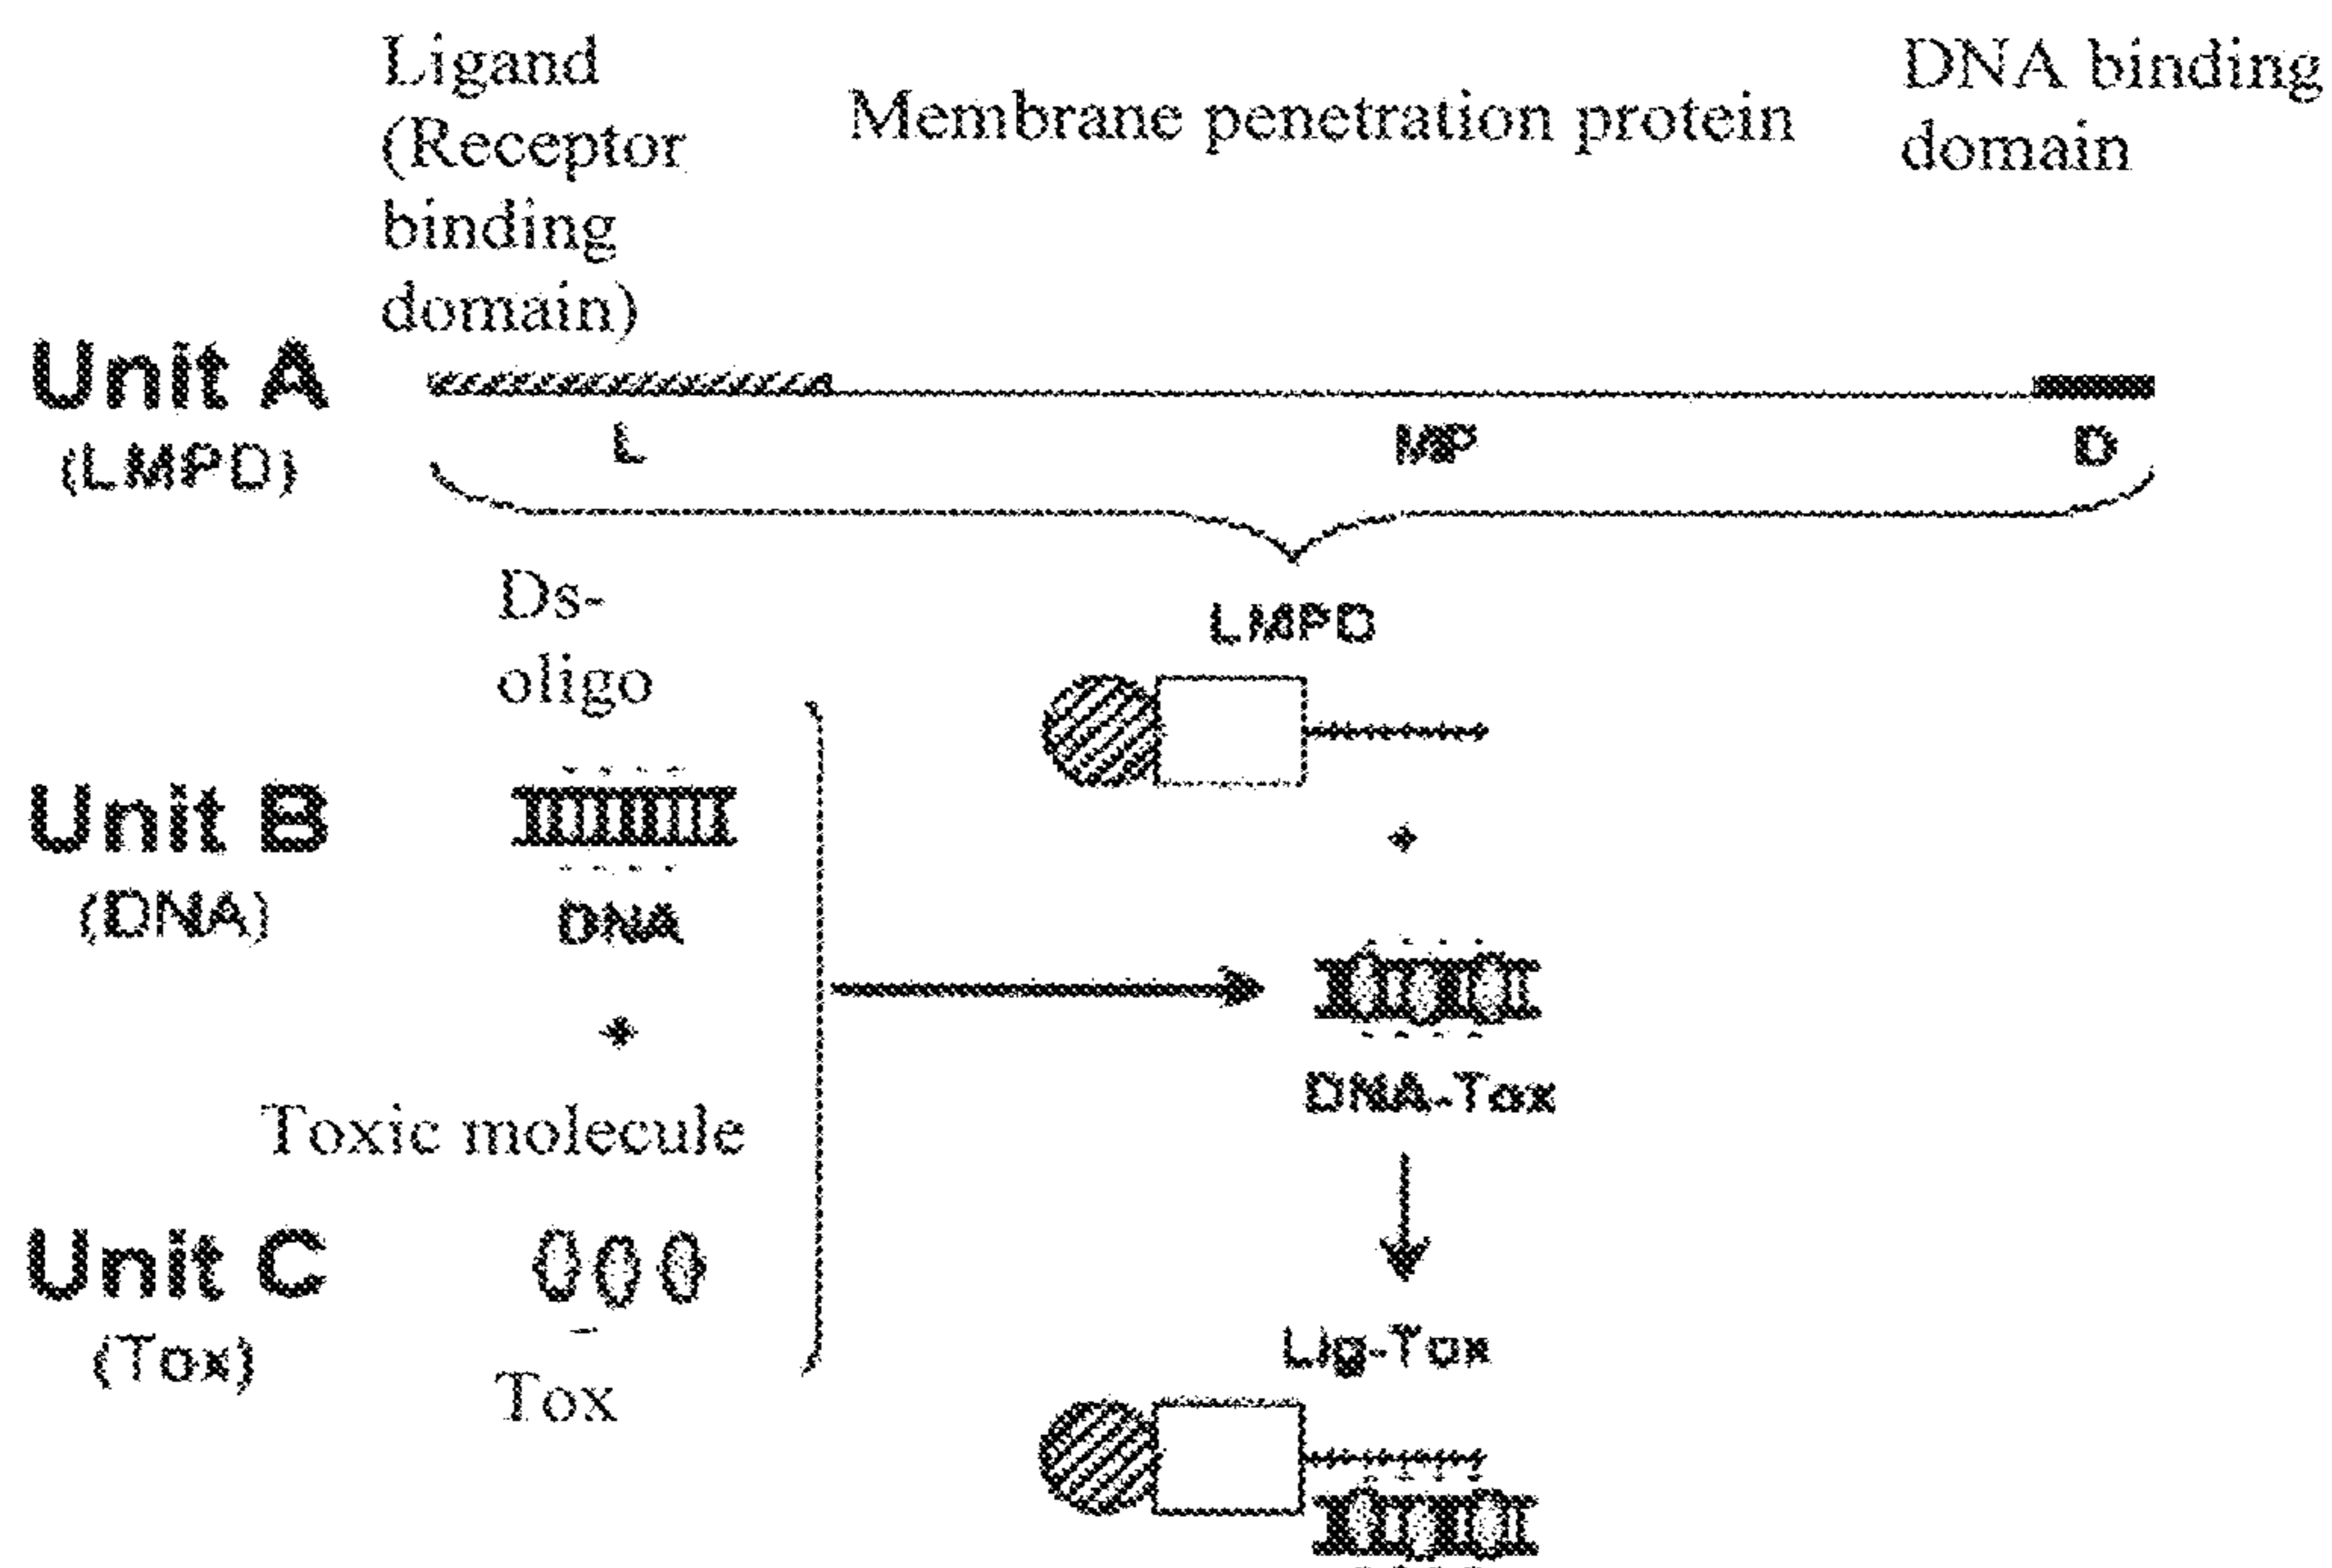 Ligand
(Receptor
binding
domain)
Membrane penetration protein
DNA binding
domain
Unit A
(LMPD)
L
MP
D
LMPD
Ds-
oligo
Unit B
(DNA)
DNA
+
Toxic molecule
Unit C
(Tox)
Tox
+
DNA-Tox
Lig-Tox